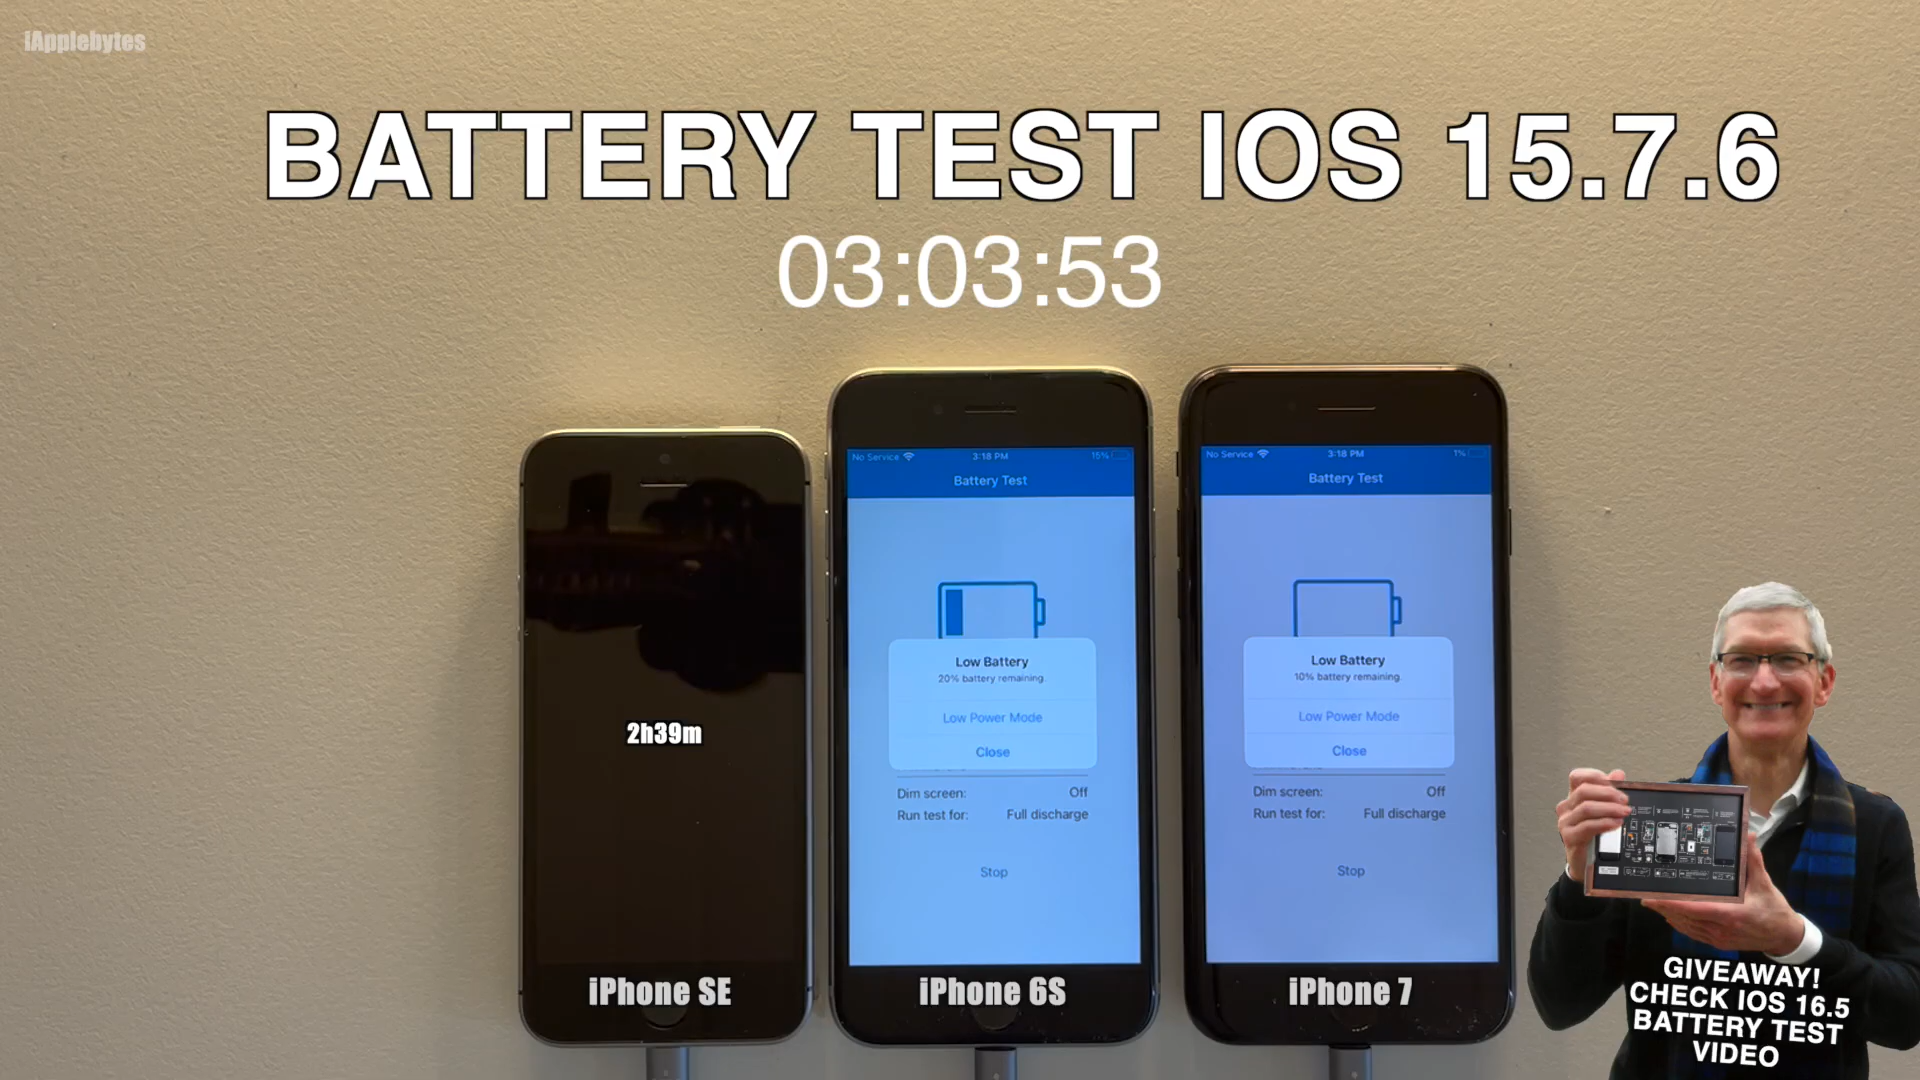 iApplebytes
BATTERY TEST IOS 15.7.6
03:03:53
No Service
3:18 PM
15%
Battery Test
Low Battery
20% battery remaining.
Low Power Mode
Close
Dim screen: Off
Run test for: Full discharge
Stop
No Service
3:18 PM
1%
Battery Test
Low Battery
10% battery remaining.
Low Power Mode
Close
Dim screen: Off
Run test for: Full discharge
Stop
2h39m
iPhone SE
iPhone 6S
iPhone 7
GIVEAWAY!
CHECK IOS 16.5
BATTERY TEST
VIDEO